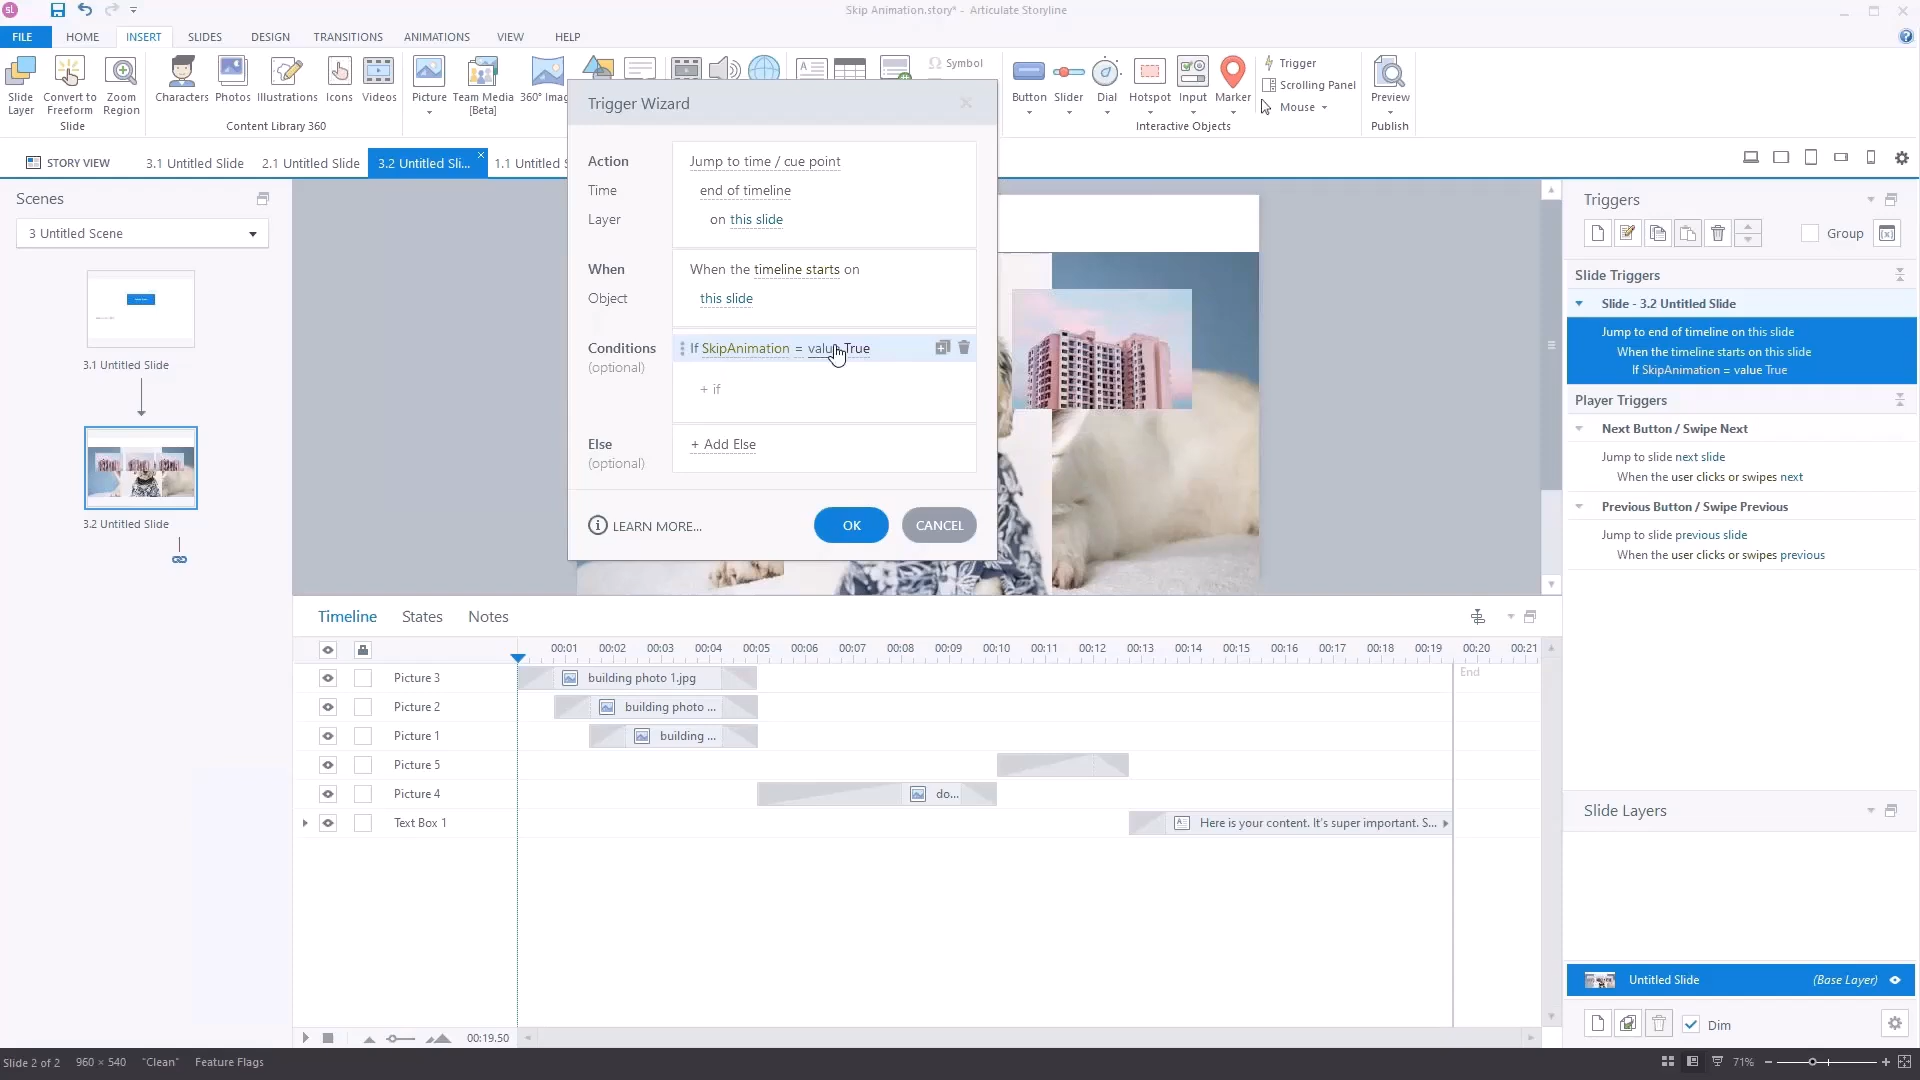 Skip Animation.story* - Articulate Storyline
FILE HOME INSERT SLIDES DESIGN TRANSITIONS ANIMATIONS VIEW HELP
Slide Layer
Convert to Freeform
Zoom Region
Slide
Characters
Photos
Illustrations
Icons
Videos
Content Library 360
Picture
Team Media [Beta]
360° Imag
Symbol
Button
Slider
Dial
Hotspot
Input
Marker
Trigger
Scrolling Panel
Mouse
Interactive Objects
Preview
Publish
STORY VIEW
3.1 Untitled Slide
2.1 Untitled Slide
3.2 Untitled Sli...
1.1 Untitled
Scenes
3 Untitled Scene
3.1 Untitled Slide
3.2 Untitled Slide
Trigger Wizard
Action Jump to time / cue point
Time end of timeline
Layer on this slide
When When the timeline starts on
Object this slide
Conditions If SkipAnimation = value True
(optional)
+ if
Else + Add Else
(optional)
LEARN MORE...
OK
CANCEL
Triggers
Group
Slide Triggers
Slide - 3.2 Untitled Slide
Jump to end of timeline on this slide
When the timeline starts on this slide
If SkipAnimation = value True
Player Triggers
Next Button / Swipe Next
Jump to slide next slide
When the user clicks or swipes next
Previous Button / Swipe Previous
Jump to slide previous slide
When the user clicks or swipes previous
Timeline States Notes
00:01 00:02 00:03 00:04 00:05 00:06 00:07 00:08 00:09 00:10 00:11 00:12 00:13 00:14 00:15 00:16 00:17 00:18 00:19 00:20 00:21
Picture 3 building photo 1.jpg
End
Picture 2 building photo ...
Picture 1 building ...
Picture 5
Picture 4 do...
Text Box 1 Here is your content. It's super important. S...
00:19.50
Slide Layers
Untitled Slide (Base Layer)
Dim
Slide 2 of 2 960 × 540 "Clean" Feature Flags
71%